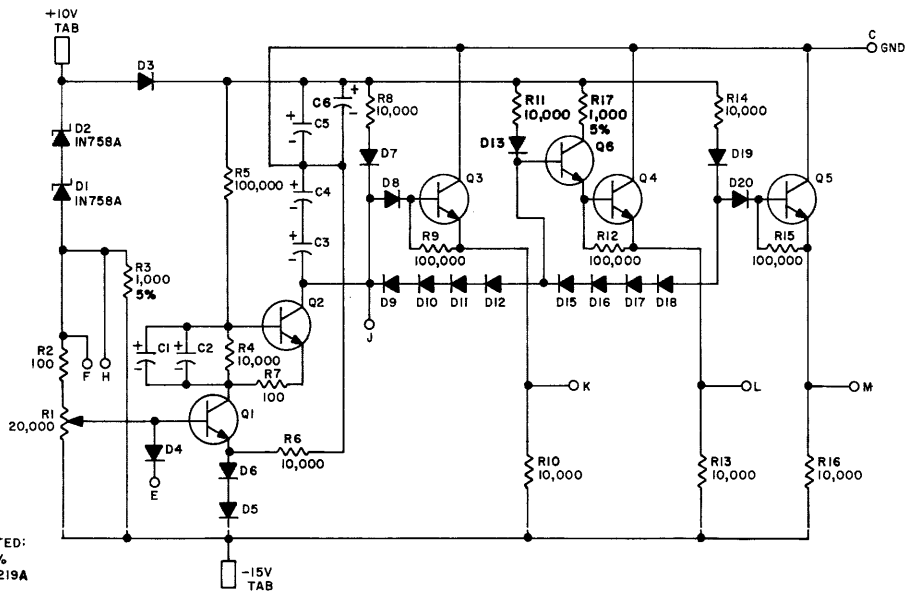 +10V
TAB
C
GND
D3
D2
IN758A
D1
IN758A
R5
100,000
C5
+
-
C6
+
-
R8
10,000
D7
D8
Q3
R9
100,000
R11
10,000
D13
R17
1,000
5%
Q6
Q4
R12
100,000
R14
10,000
D19
D20
Q5
R15
100,000
C4
+
-
C3
+
-
R3
1,000
5%
D9
D10
D11
D12
D15
D16
D17
D18
J
Q2
C1
+
-
C2
+
-
R4
10,000
R7
100
R2
100
F
H
K
L
M
R1
20,000
Q1
D4
E
R6
10,000
D6
D5
R10
10,000
R13
10,000
R16
10,000
TED:
%
219A
-15V
TAB